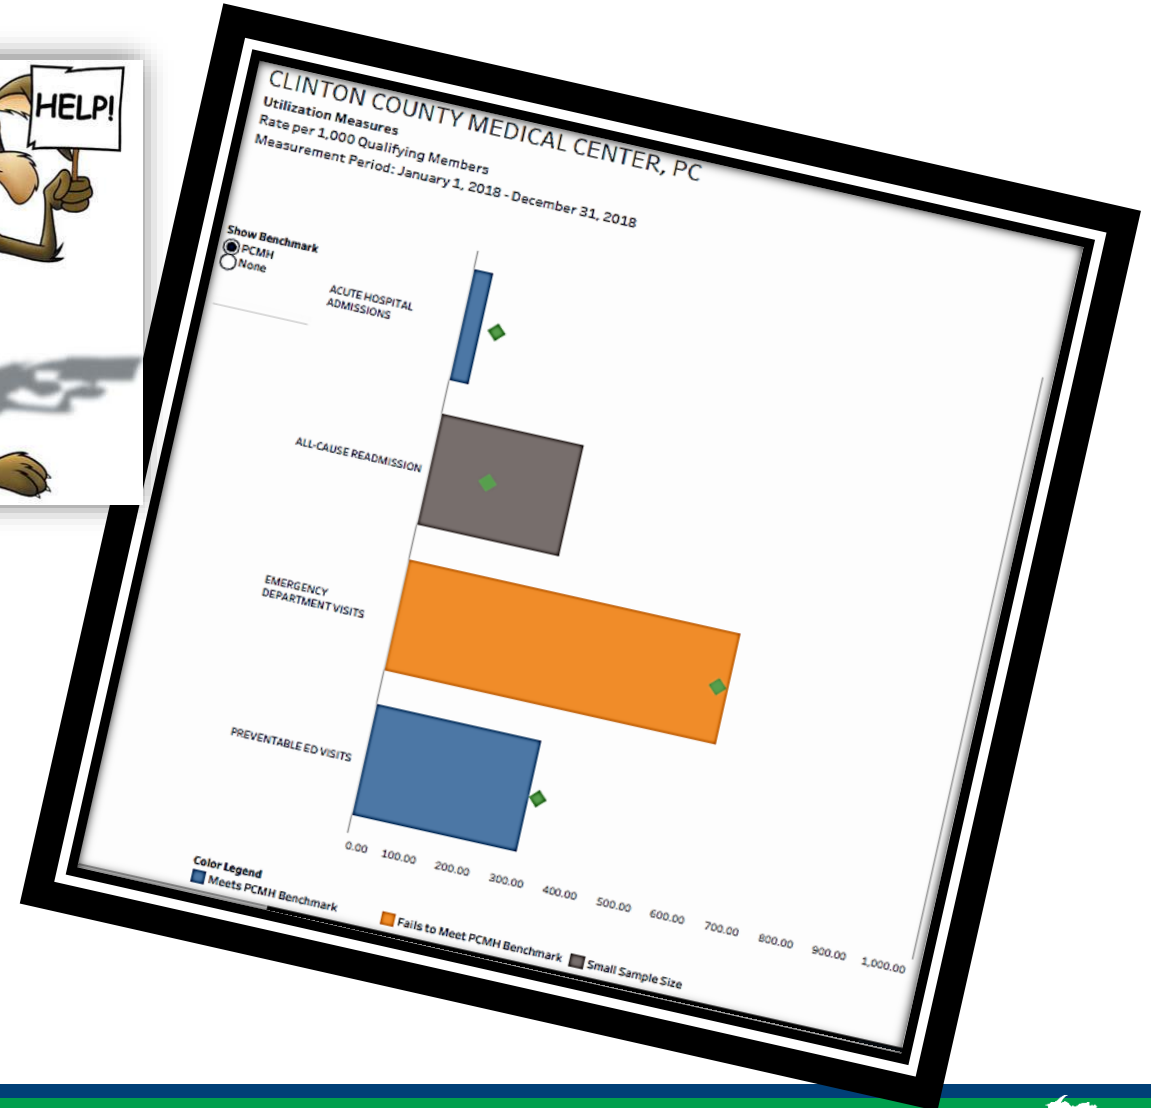 HELP!
CLINTON COUNTY MEDICAL CENTER, PC
Utilization Measures
Rate per 1,000 Qualifying Members
Measurement Period: January 1, 2018 - December 31, 2018
Show Benchmark
PCMH
None
ACUTE HOSPITAL
ADMISSIONS
ALL-CAUSE READMISSION
EMERGENCY
DEPARTMENT VISITS
PREVENTABLE ED VISITS
0.00 100.00 200.00 300.00 400.00 500.00 600.00 700.00 800.00 900.00 1,000.00
Color Legend
Meets PCMH Benchmark
Fails to Meet PCMH Benchmark
Small Sample Size